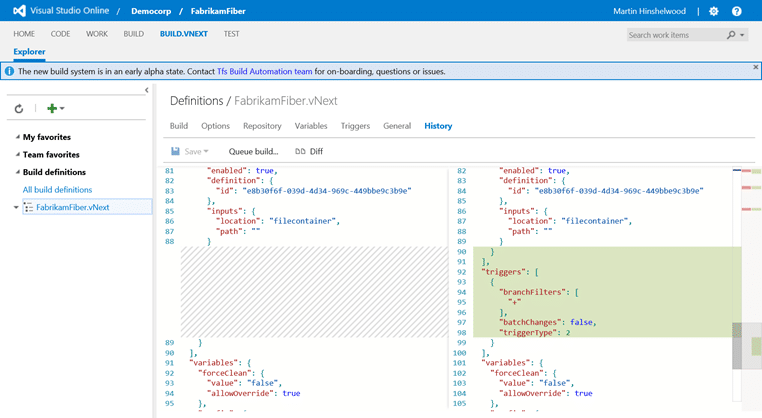 Visual Studio Online / Democorp / FabrikamFiber Martin Hinshelwood
HOME CODE WORK BUILD BUILD.VNEXT TEST Search work items
Explorer
The new build system is in an early alpha state. Contact Tfs Build Automation team for on-boarding, questions or issues.
My favorites
Team favorites
Build definitions
All build definitions
FabrikamFiber.vNext
Definitions / FabrikamFiber.vNext
Build Options Repository Variables Triggers General History
Save Queue build... Diff
81 "enabled": true,
82 "definition": {
83 "id": "e8b30f6f-039d-4d34-969c-449bbe9c3b9e"
84 },
85 "inputs": {
86 "location": "filecontainer",
87 "path": ""
88 }
89 }
90 ],
91 "variables": {
92 "forceClean": {
93 "value": "false",
94 "allowOverride": true
95 },
82 "enabled": true,
83 "definition": {
84 "id": "e8b30f6f-039d-4d34-969c-449bbe9c3b9e"
85 },
86 "inputs": {
87 "location": "filecontainer",
88 "path": ""
89 }
90 }
91 ],
92 "triggers": [
93 {
94 "branchFilters": [
95 "+"
96 ],
97 "batchChanges": false,
98 "triggerType": 2
99 }
100 ],
101 "variables": {
102 "forceClean": {
103 "value": "false",
104 "allowOverride": true
105 },